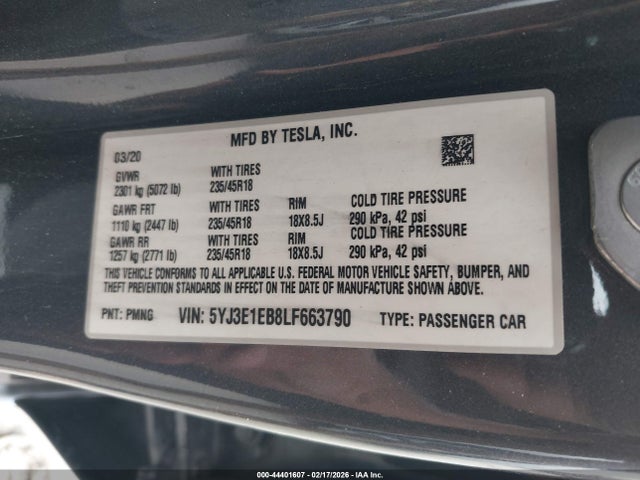 MFD BY TESLA, INC.
03/20
GVWR WITH TIRES
2301 kg (5072 lb) 235/45R18
GAWR FRT WITH TIRES RIM COLD TIRE PRESSURE
1110 kg (2447 lb) 235/45R18 18X8.5J 290 kPa, 42 psi
GAWR RR WITH TIRES RIM COLD TIRE PRESSURE
1257 kg (2771 lb) 235/45R18 18X8.5J 290 kPa, 42 psi
THIS VEHICLE CONFORMS TO ALL APPLICABLE U.S. FEDERAL MOTOR VEHICLE SAFETY, BUMPER, AND
THEFT PREVENTION STANDARDS IN EFFECT ON THE DATE OF MANUFACTURE SHOWN ABOVE.
PNT: PMNG VIN: 5YJ3E1EB8LF663790 TYPE: PASSENGER CAR
000-44401607 - 02/17/2026 - IAA Inc.